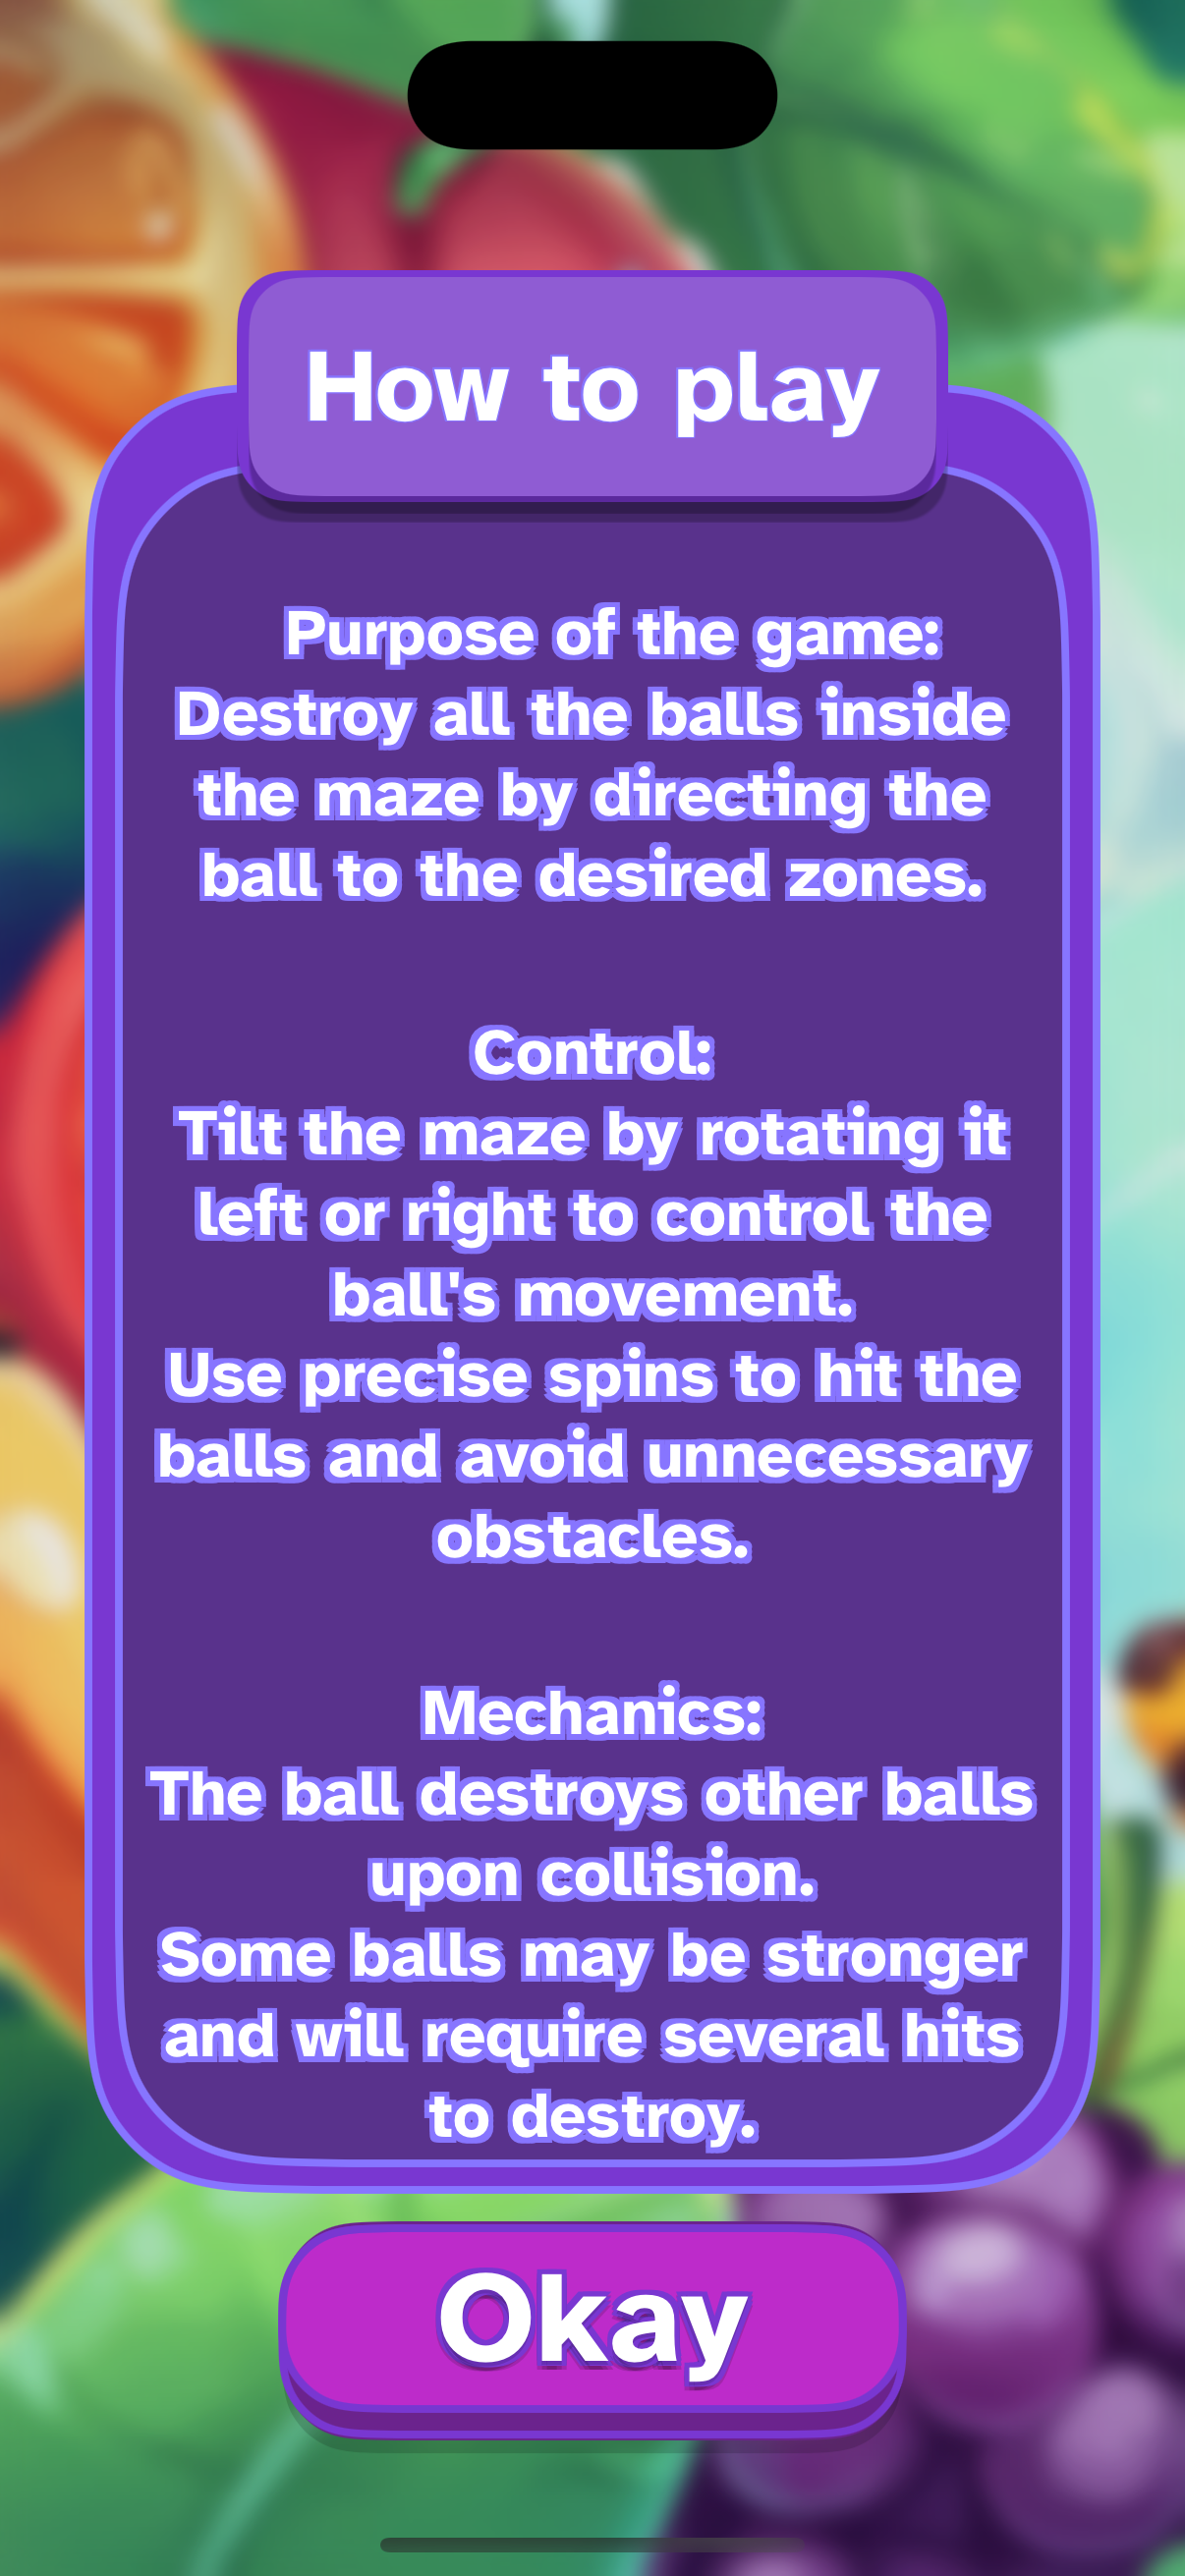 How to play
Purpose of the game:
Destroy all the balls inside
the maze by directing the
ball to the desired zones.
Control:
Tilt the maze by rotating it
left or right to control the
ball's movement.
Use precise spins to hit the
balls and avoid unnecessary
obstacles.
Mechanics:
The ball destroys other balls
upon collision.
Some balls may be stronger
and will require several hits
to destroy.
Okay